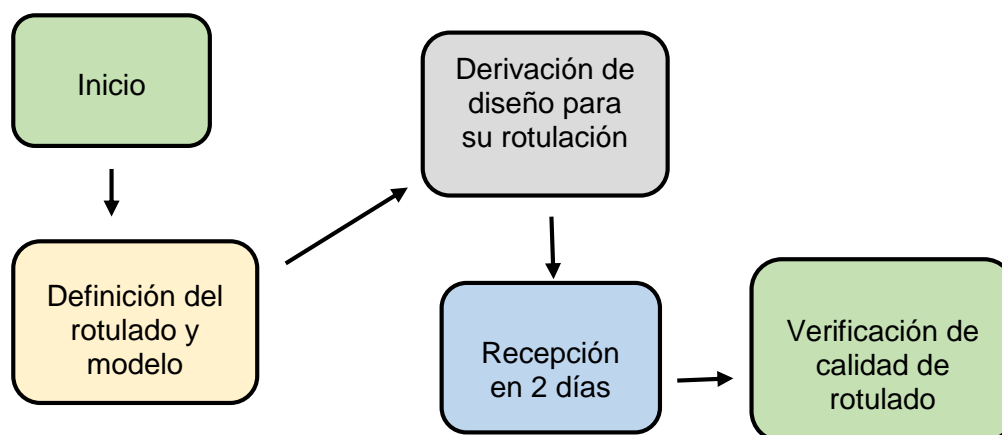 Inicio
Definición del
rotulado y
modelo
Derivación de
diseño para
su rotulación
Recepción
en 2 días
Verificación de
calidad de
rotulado